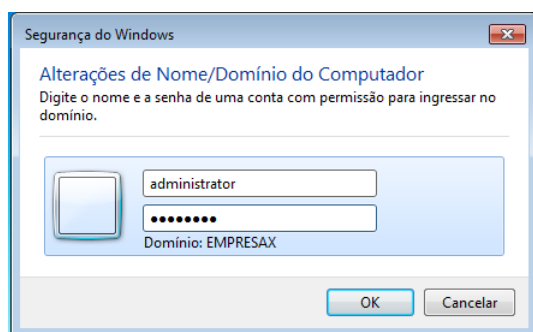 Segurança do Windows
Alterações de Nome/Domínio do Computador
Digite o nome e a senha de uma conta com permissão para ingressar no
domínio.
administrator
●●●●●●●●
Domínio: EMPRESAX
OK Cancelar